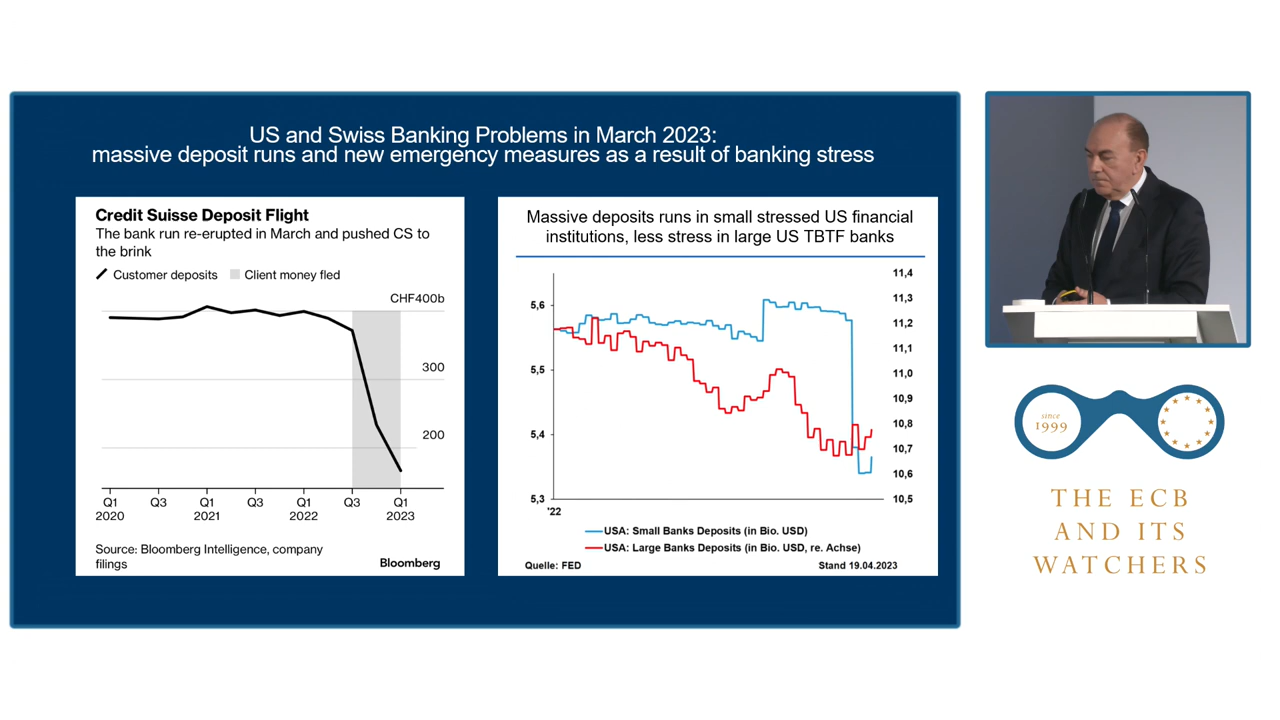 US and Swiss Banking Problems in March 2023:
massive deposit runs and new emergency measures as a result of banking stress
Credit Suisse Deposit Flight
The bank run re-erupted in March and pushed CS to
the brink
Customer deposits
Client money fled
CHF400b
300
200
Q1
2020
Q3
Q1
2021
Q3
Q1
2022
Q3
Q1
2023
Source: Bloomberg Intelligence, company
filings
Bloomberg
Massive deposits runs in small stressed US financial
institutions, less stress in large US TBTF banks
5,6
5,5
5,4
5,3
11,4
11,3
11,2
11,1
11,0
10,9
10,8
10,7
10,6
10,5
'22
USA: Small Banks Deposits (in Bio. USD)
USA: Large Banks Deposits (in Bio. USD, re. Achse)
Quelle: FED
Stand 19.04.2023
since
1999
THE ECB
AND ITS
WATCHERS